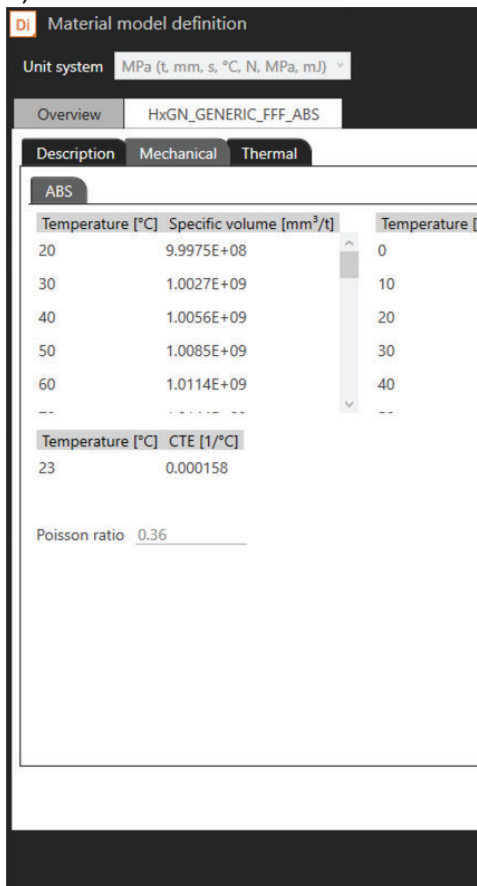 Di Material model definition
Unit system MPa (t, mm, s, °C, N, MPa, mJ)
Overview HxGN_GENERIC_FFF_ABS
Description Mechanical Thermal
ABS
Temperature [°C] Specific volume [mm³/t] Temperature [
20 9.9975E+08 0
30 1.0027E+09 10
40 1.0056E+09 20
50 1.0085E+09 30
60 1.0114E+09 40
Temperature [°C] CTE [1/°C]
23 0.000158
Poisson ratio 0.36